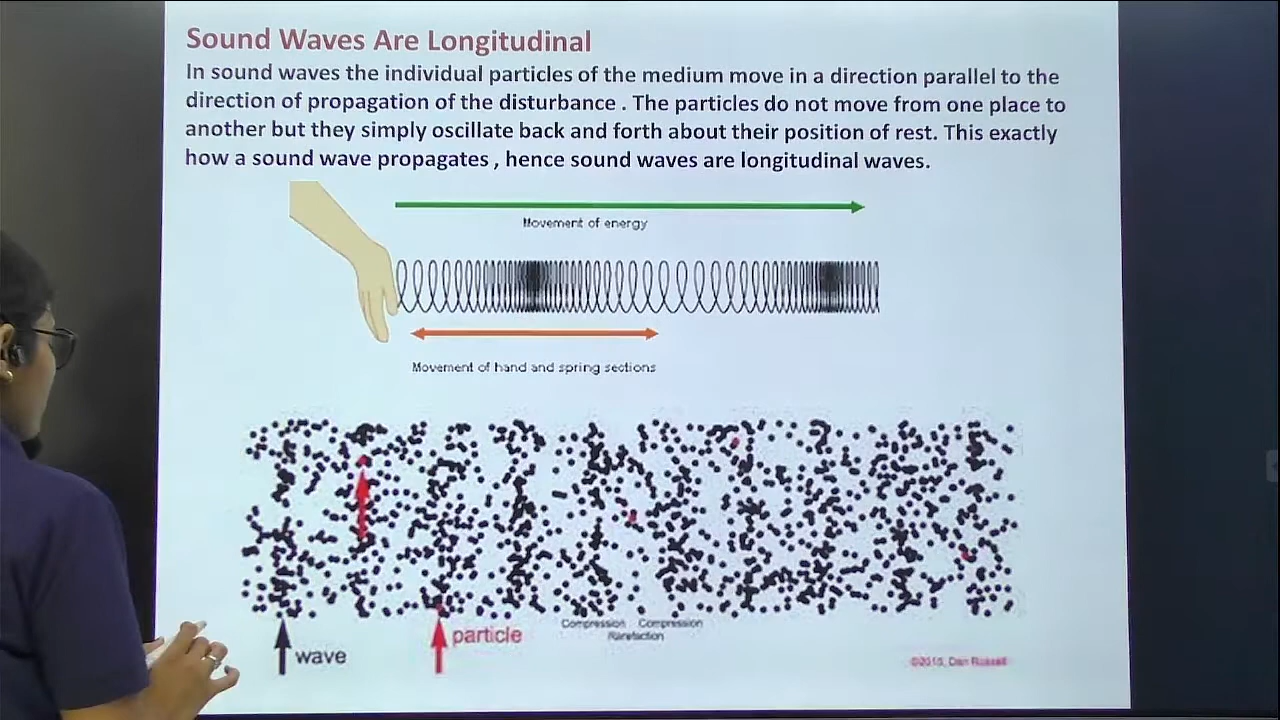 Sound Waves Are Longitudinal
In sound waves the individual particles of the medium move in a direction parallel to the
direction of propagation of the disturbance . The particles do not move from one place to
another but they simply oscillate back and forth about their position of rest. This exactly
how a sound wave propagates , hence sound waves are longitudinal waves.
Movement of energy
Movement of hand and spring sections
Compression Compression
Rarefaction
particle
wave
©2015, Dan Russell